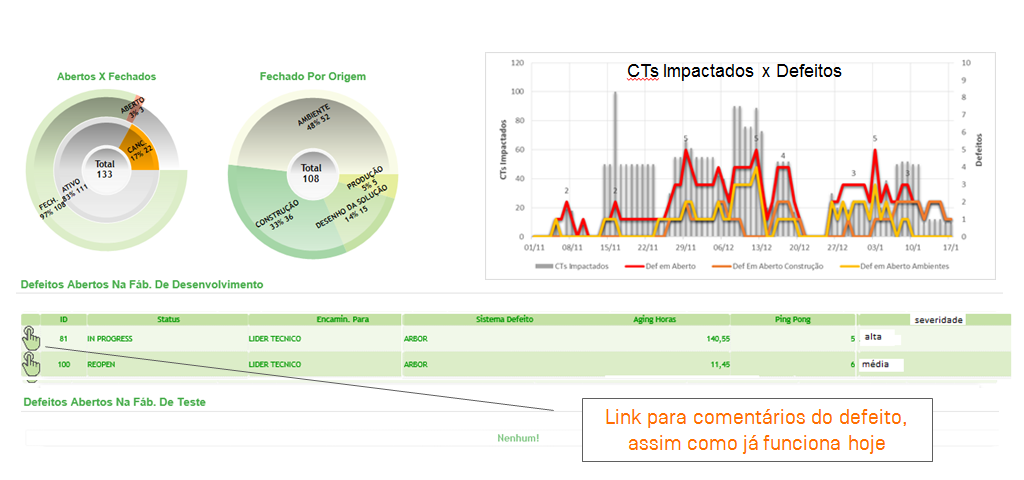 Abertos X Fechados
ABERTO
3% 3
CANC.
17% 22
Total
133
ATIVO
83% 111
FECH.
97% 108
Fechado Por Origem
AMBIENTE
48% 52
Total
108
PRODUÇÃO
5% 5
DESENHO DA SOLUÇÃO
14% 15
CONSTRUÇÃO
33% 36
CTs Impactados x Defeitos
CTs Impactados
120
100
80
60
40
20
0
10
9
8
7
6
5
4
3
2
1
0
Defeitos
2
2
5
5
4
3
5
3
01/11 08/11 15/11 22/11 29/11 6/12 13/12 20/12 27/12 3/01 10/1 17/1
CTs Impactados Def em Aberto Def Em Aberto Construção Def em Aberto Ambientes
Defeitos Abertos Na Fáb. De Desenvolvimento
ID Status Encamin. Para Sistema Defeito Aging Horas Ping Pong severidade
81 IN PROGRESS LIDER TECNICO ARBOR 140,55 5 alta
100 REOPEN LIDER TECNICO ARBOR 11,45 6 média
Defeitos Abertos Na Fáb. De Teste
Nenhum!
Link para comentários do defeito,
assim como já funciona hoje